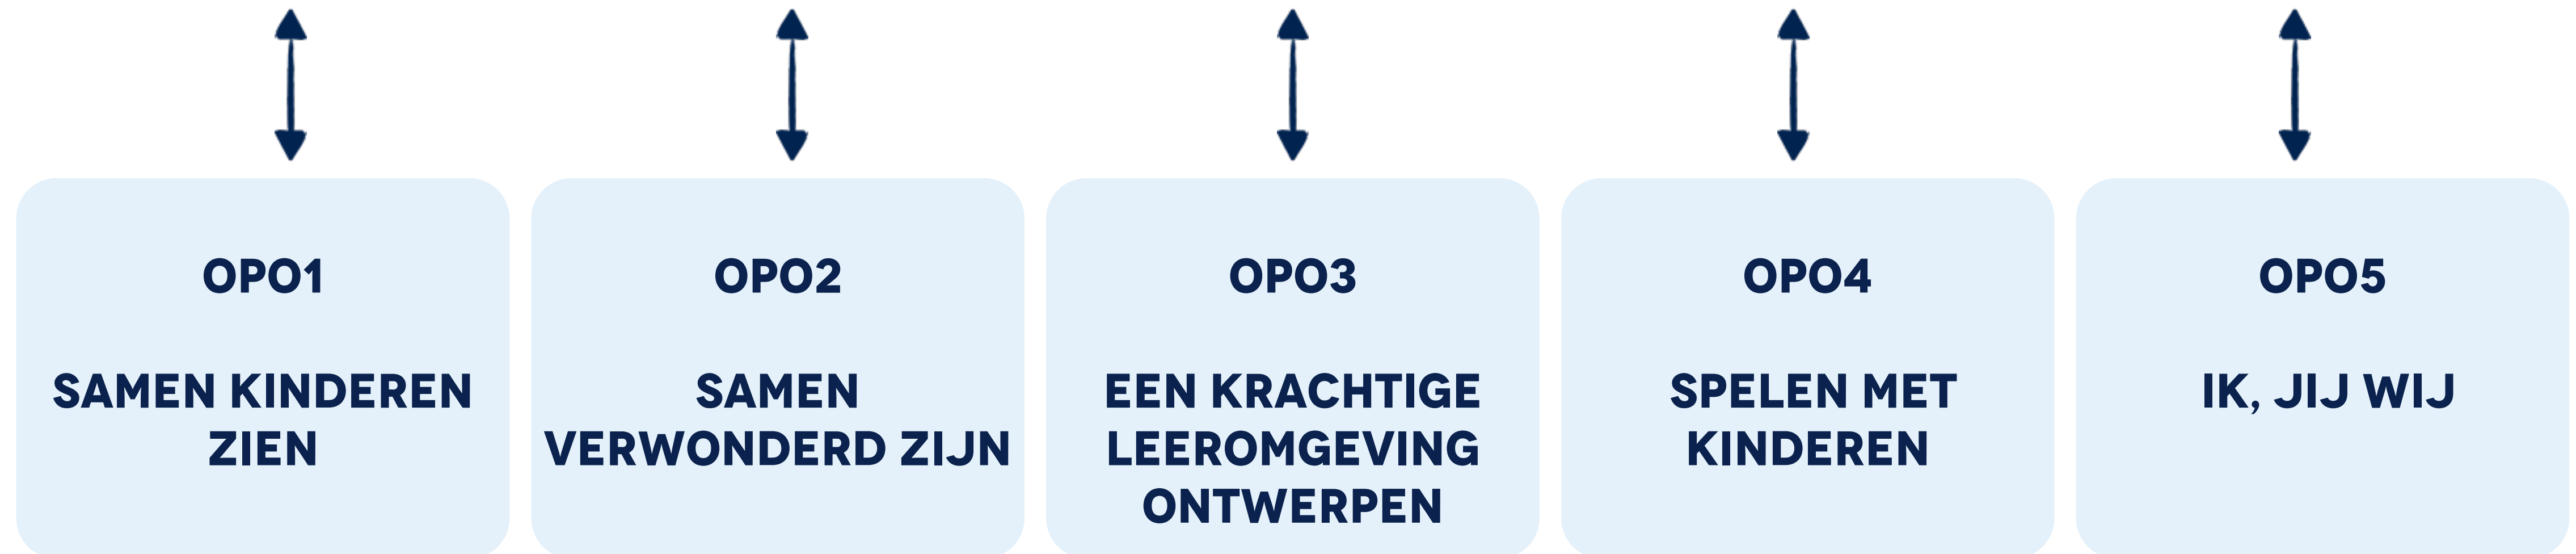 OPO1
SAMEN KINDEREN
ZIEN
OPO2
SAMEN
VERWONDERD ZIJN
OPO3
EEN KRACHTIGE
LEEROMGEVING
ONTWERPEN
OPO4
SPELEN MET
KINDEREN
OPO5
IK, JIJ WIJ